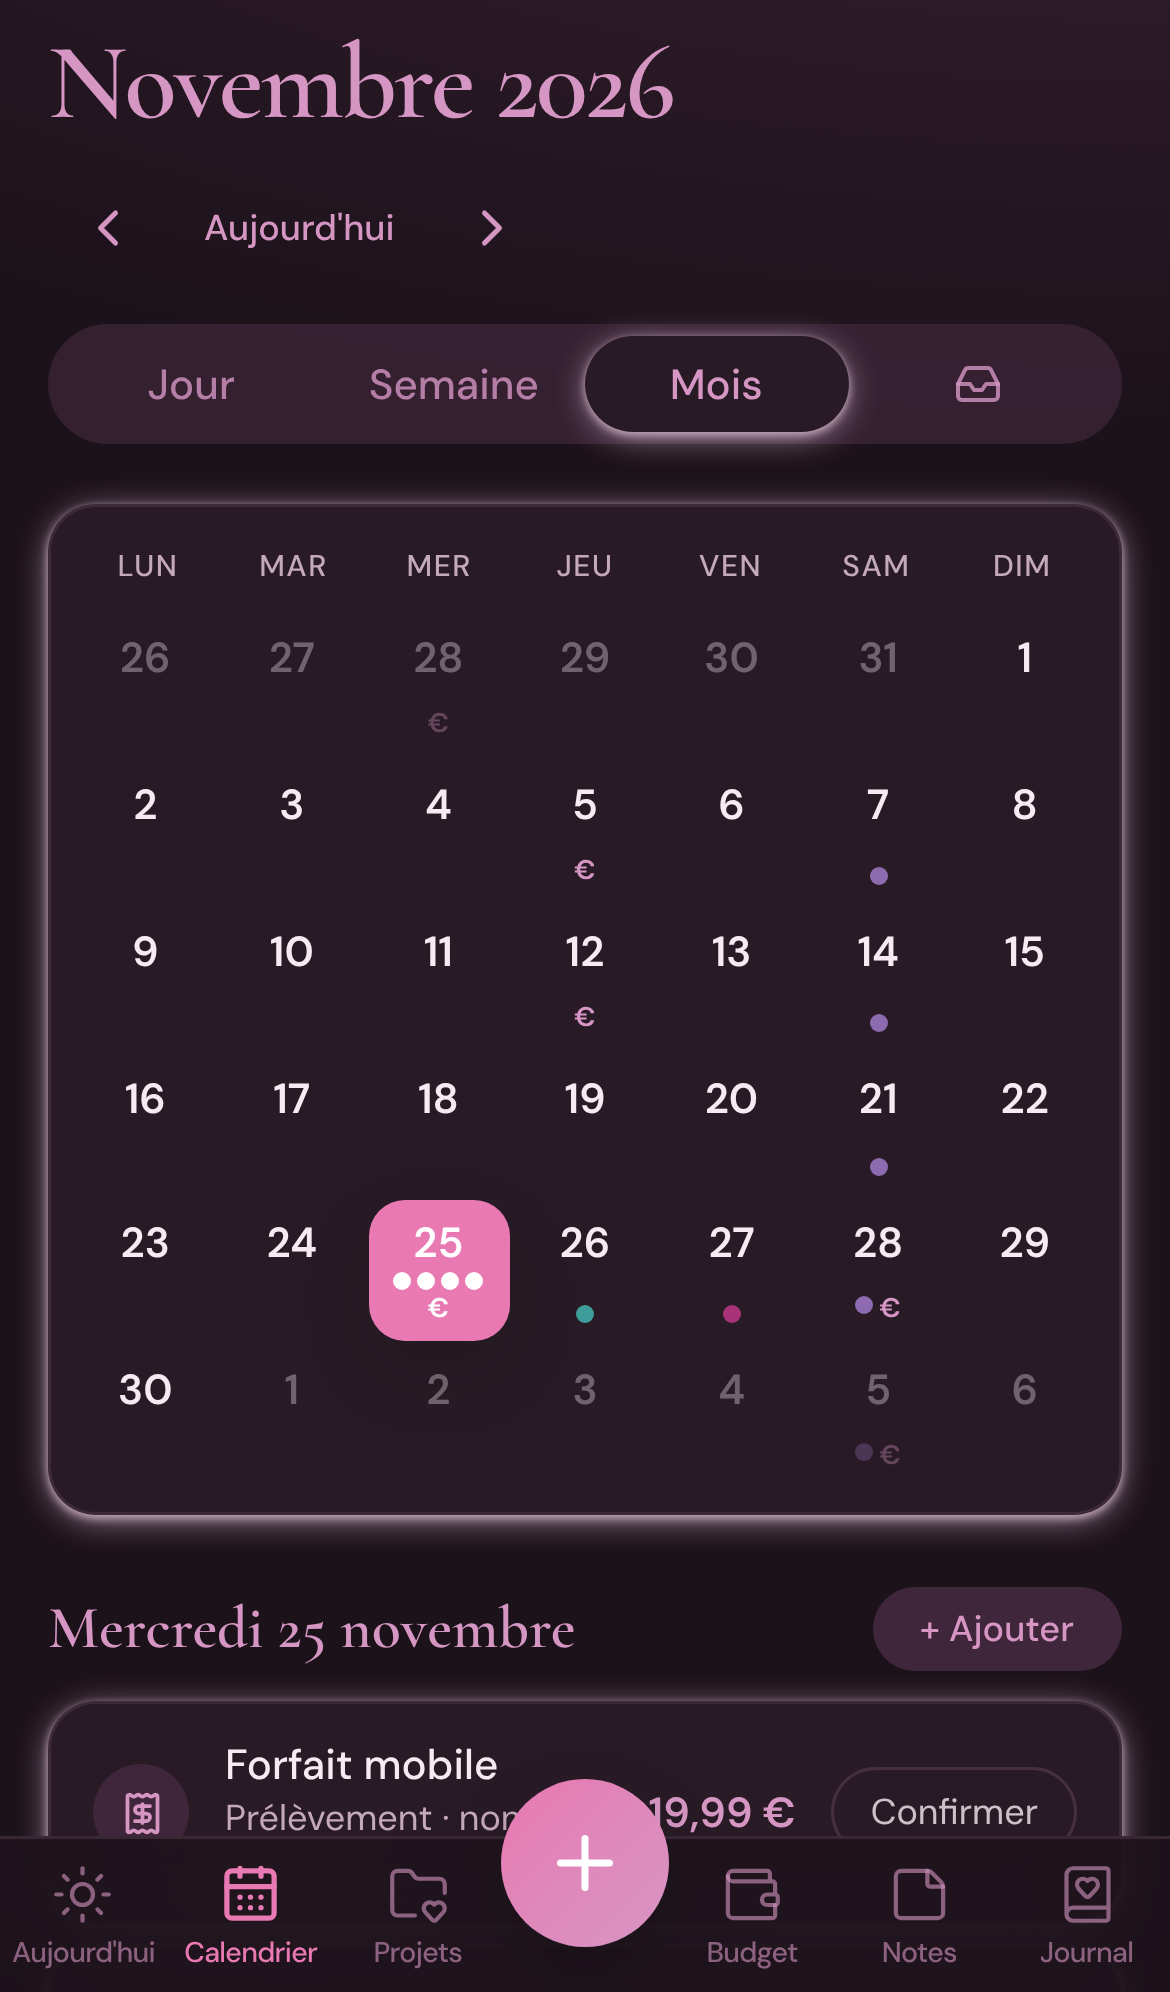 Novembre 2026
Aujourd'hui
Jour Semaine Mois
LUN MAR MER JEU VEN SAM DIM
26 27 28 29 30 31 1
€
2 3 4 5 6 7 8
€
9 10 11 12 13 14 15
€
16 17 18 19 20 21 22
23 24 25 26 27 28 29
€ €
30 1 2 3 4 5 6
€
Mercredi 25 novembre + Ajouter
Forfait mobile
Prélèvement · 19,99 € Confirmer
Aujourd'hui Calendrier Projets Budget Notes Journal